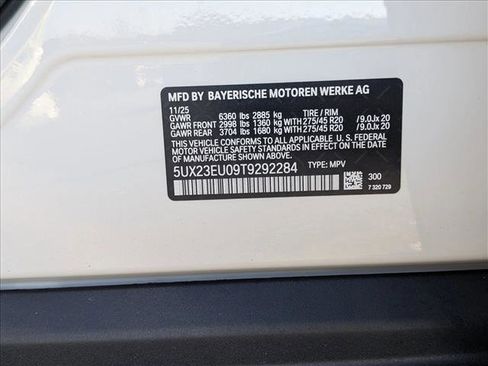 MFD BY BAYERISCHE MOTOREN WERKE AG
11/25
GVWR 6360 lbs 2885 kg TIRE / RIM
GAWR FRONT 2998 lbs 1360 kg WITH 275/45 R20 / 9.0Jx 20
GAWR REAR 3704 lbs 1680 kg WITH 275/45 R20 / 9.0Jx 20
THIS VEHICLE CONFORMS TO ALL APPLICABLE U.S. FEDERAL
MOTOR VEHICLE SAFETY STANDARDS IN EFFECT ON THE
DATE OF MANUFACTURE SHOWN ABOVE.
5UX23EU09T9292284 TYPE: MPV
300
7 320 729